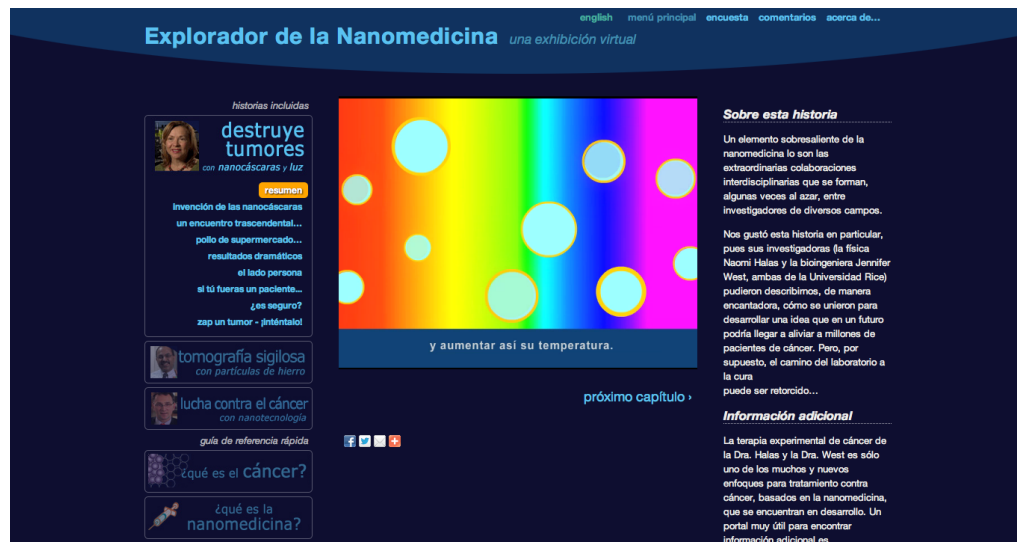 english menú principal encuesta comentarios acerca de...
Explorador de la Nanomedicina una exhibición virtual
historias incluidas
destruye
tumores
con nanocáscaras y luz
resumen
Invención de las nanocáscaras
un encuentro trascendental...
pollo de supermercado...
resultados dramáticos
el lado persona
si tú fueras un paciente...
¿es seguro?
zap un tumor - ¡inténtalo!
tomografía sigilosa
con partículas de hierro
lucha contra el cáncer
con nanotecnología
guía de referencia rápida
¿qué es el cáncer?
¿qué es la
nanomedicina?
y aumentar así su temperatura.
próximo capítulo ›
Sobre esta historia
Un elemento sobresaliente de la
nanomedicina lo son las
extraordinarias colaboraciones
interdisciplinarias que se forman,
algunas veces al azar, entre
investigadores de diversos campos.
Nos gustó esta historia en particular,
pues sus investigadoras (la física
Naomi Halas y la bioingeniera Jennifer
West, ambas de la Universidad Rice)
pudieron describirnos, de manera
encantadora, cómo se unieron para
desarrollar una idea que en un futuro
podría llegar a aliviar a millones de
pacientes de cáncer. Pero, por
supuesto, el camino del laboratorio a
la cura
puede ser retorcido...
Información adicional
La terapia experimental de cáncer de
la Dra. Halas y la Dra. West es sólo
uno de los muchos y nuevos
enfoques para tratamiento contra
cáncer, basados en la nanomedicina,
que se encuentran en desarrollo. Un
portal muy útil para encontrar
información adicional es